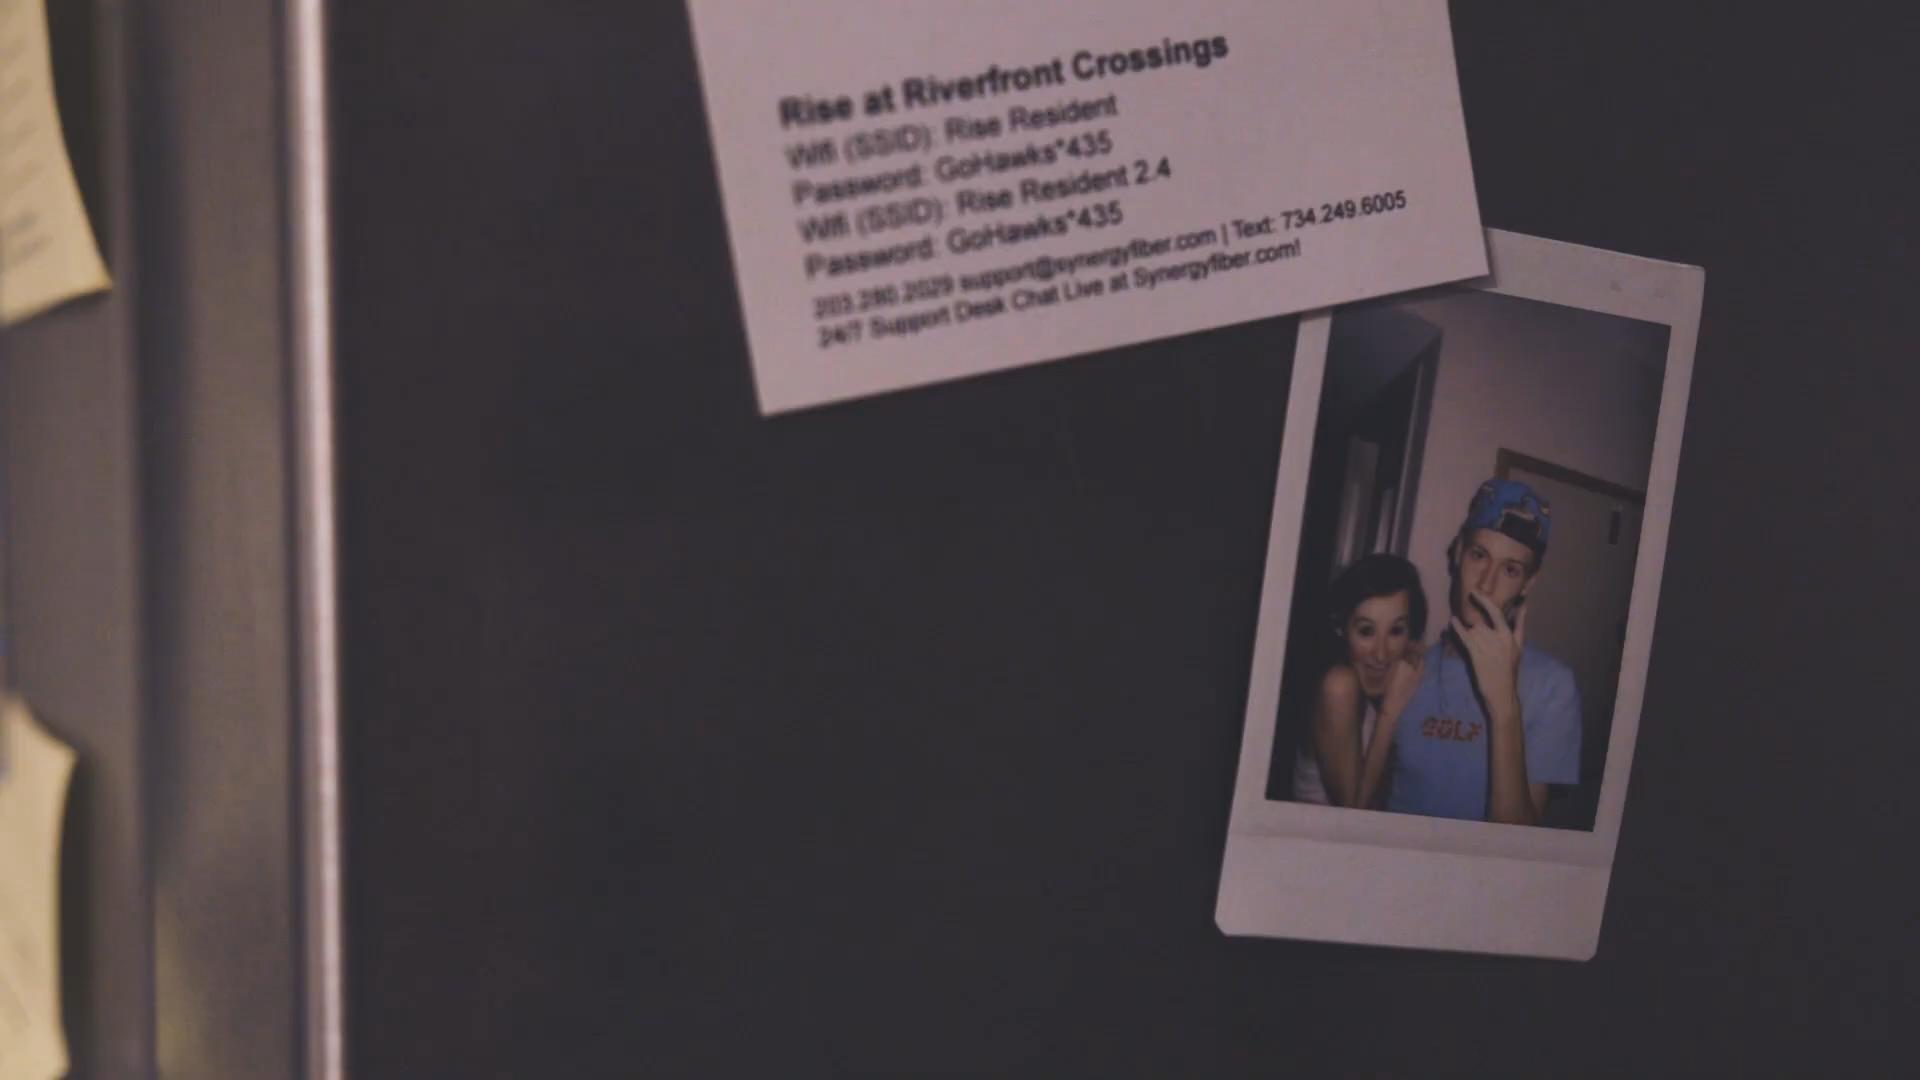 Rise at Riverfront Crossings
Wifi (SSID): Rise Resident
Password: GoHawks*435
Wifi (SSID): Rise Resident 2.4
Password: GoHawks*435
203.280.2029 support@synergyfiber.com | Text: 734.249.6005
24/7 Support Desk Chat Live at Synergyfiber.com!
GOLF